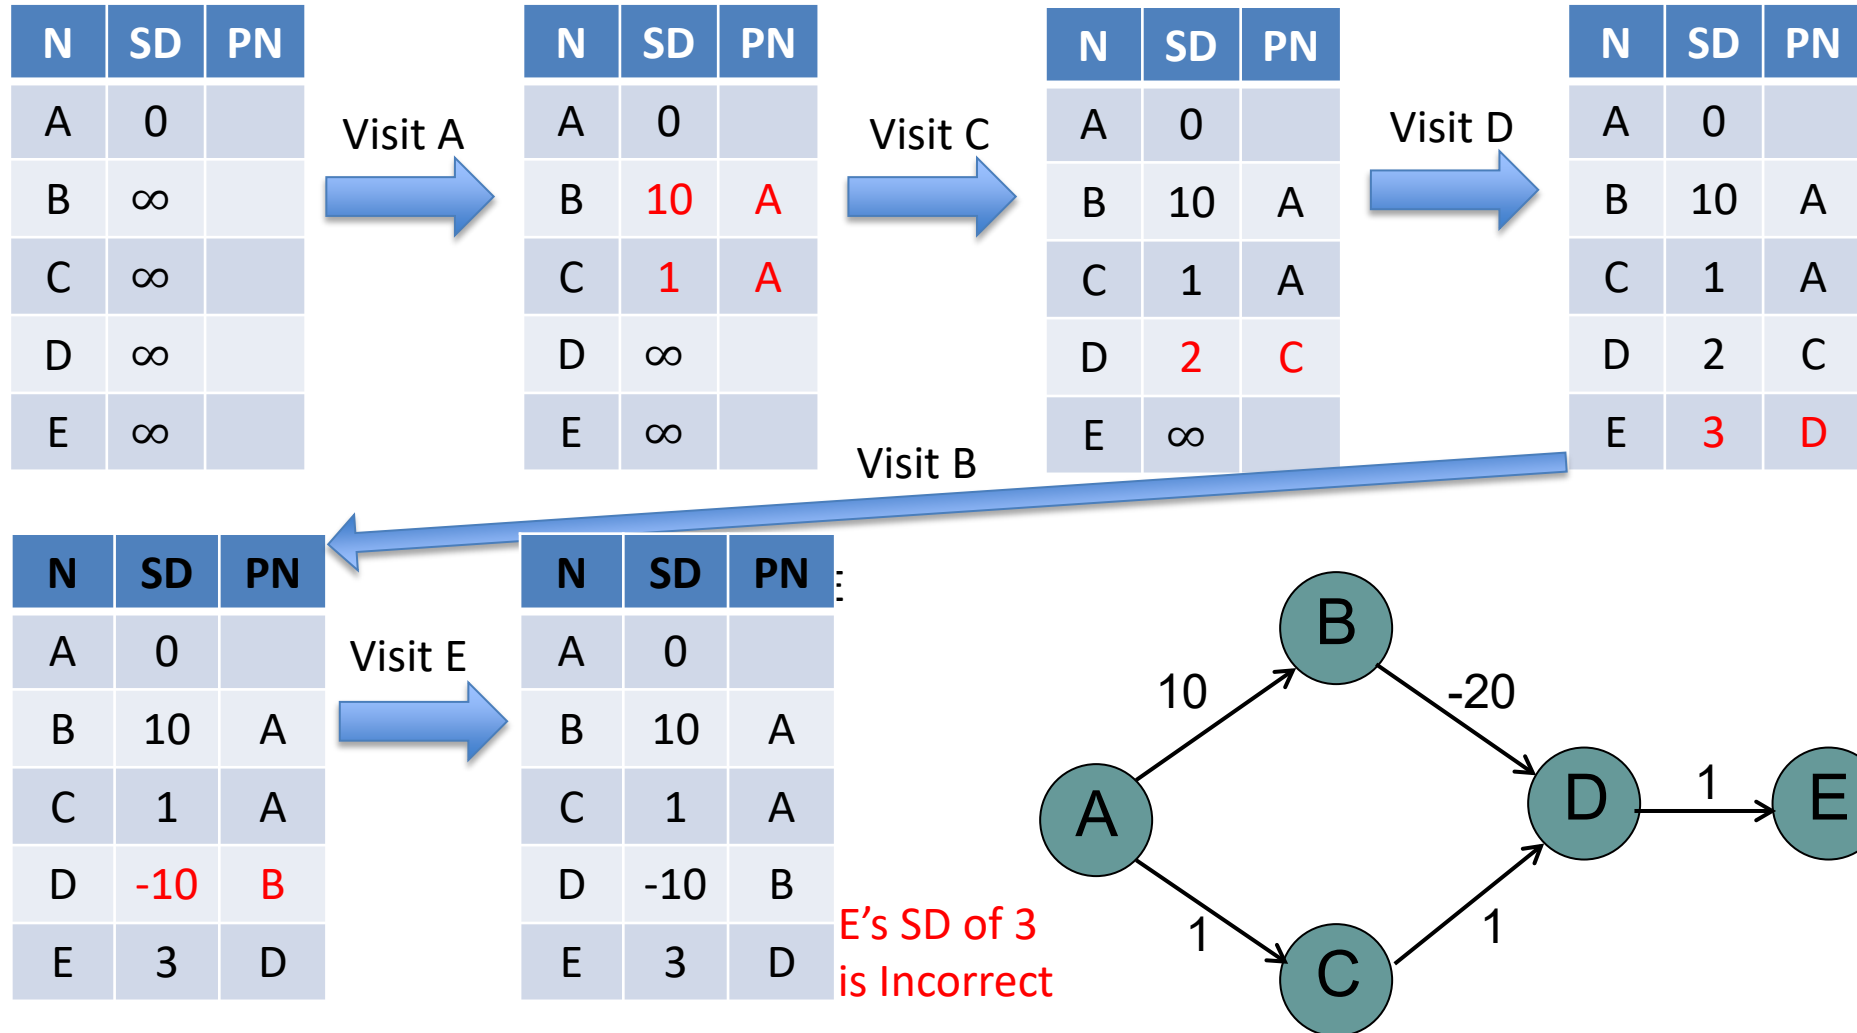 N SD PN
A 0
B ∞
C ∞
D ∞
E ∞
Visit A
N SD PN
A 0
B 10 A
C 1 A
D ∞
E ∞
Visit C
N SD PN
A 0
B 10 A
C 1 A
D 2 C
E ∞
Visit D
N SD PN
A 0
B 10 A
C 1 A
D 2 C
E 3 D
Visit B
N SD PN
A 0
B 10 A
C 1 A
D -10 B
E 3 D
Visit E
N SD PN
A 0
B 10 A
C 1 A
D -10 B
E 3 D
E’s SD of 3
is Incorrect
B
10
-20
A
D
1
E
1
1
C